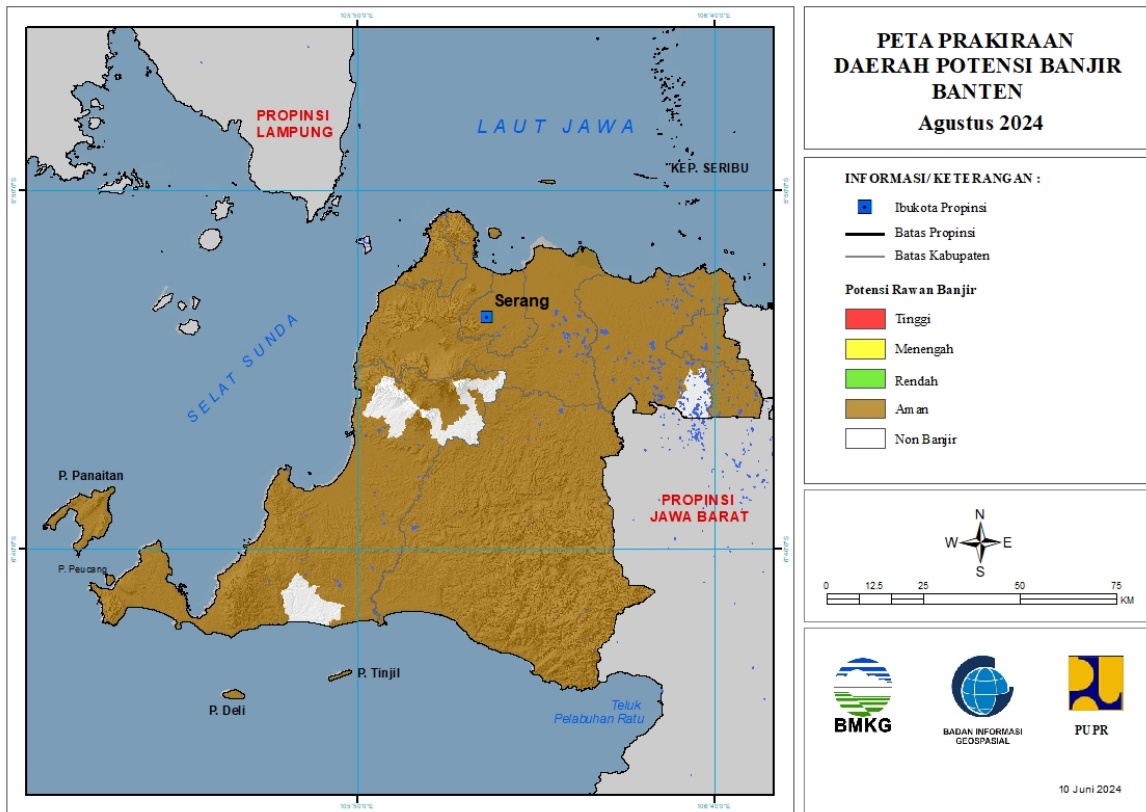 PETA PRAKIRAAN
DAERAH POTENSI BANJIR
BANTEN
Agustus 2024
INFORMASI/ KETERANGAN :
Ibukota Propinsi
Batas Propinsi
Batas Kabupaten
Potensi Rawan Banjir
Tinggi
Menengah
Rendah
Aman
Non Banjir
N
W E
S
0 12.5 25 50 75
KM
BMKG
BADAN INFORMASI
GEOSPASIAL
PUPR
10 Juni 2024
PROPINSI
LAMPUNG
LAUT JAWA
KEP. SERIBU
Serang
SELAT SUNDA
P. Panaitan
P. Peucang
PROPINSI
JAWA BARAT
P. Tinjil
P. Deli
Teluk
Pelabuhan Ratu